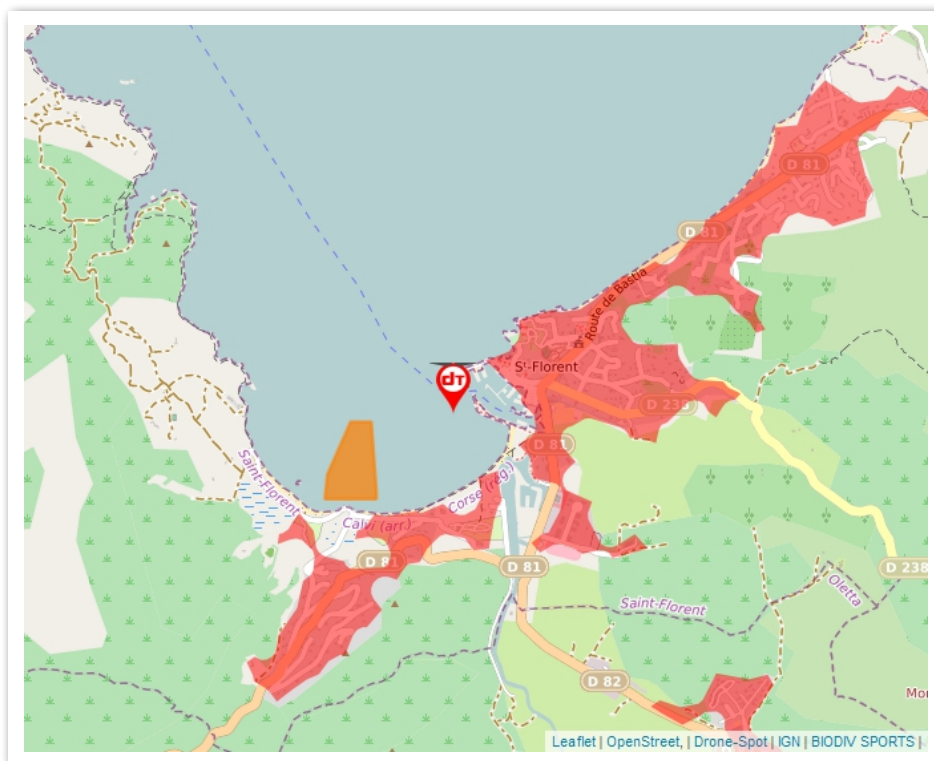 D 81
D 81
Route de Bastia
St-Florent
dT
D 238
D 81
Saint-Florent
Corse (rég.)
Calvi (arr.)
D 81
D 81
D 238
Oletta
Saint-Florent
D 82
Leaflet | OpenStreet, | Drone-Spot | IGN | BIODIV SPORTS |